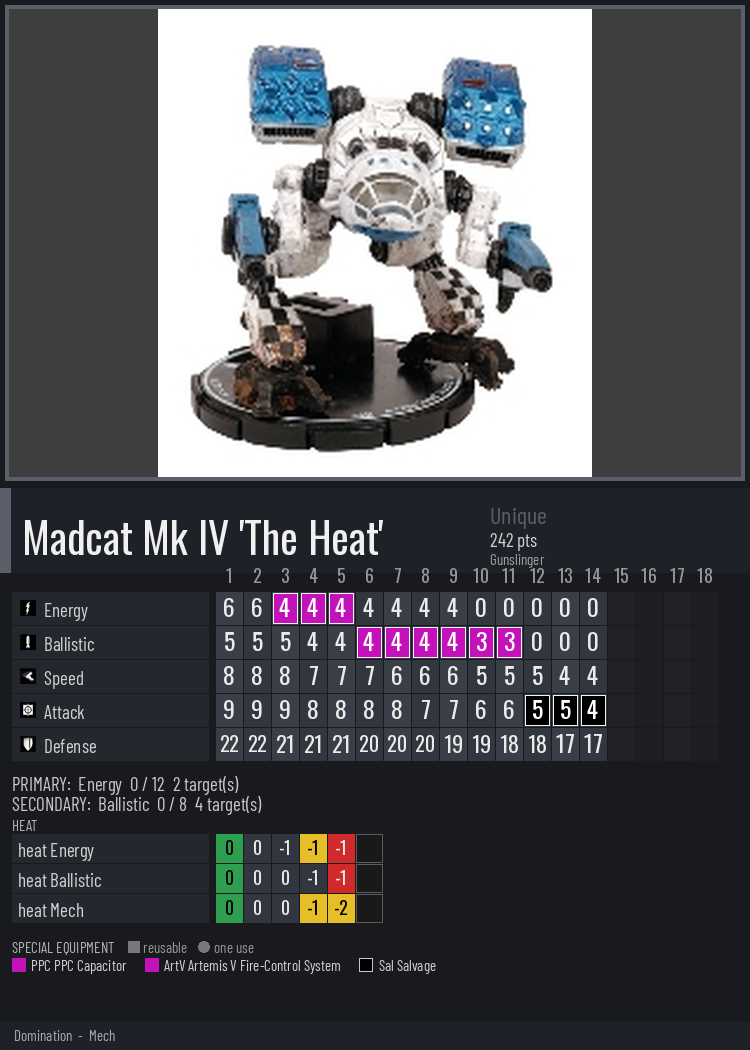 Madcat Mk IV 'The Heat'
Unique
242 pts
Gunslinger
1 2 3 4 5 6 7 8 9 10 11 12 13 14 15 16 17 18
Energy 6 6 4 4 4 4 4 4 4 0 0 0 0 0
Ballistic 5 5 5 4 4 4 4 4 4 3 3 0 0 0
Speed 8 8 8 7 7 7 6 6 6 5 5 5 4 4
Attack 9 9 9 8 8 8 8 7 7 6 6 5 5 4
Defense 22 22 21 21 21 20 20 20 19 19 18 18 17 17
PRIMARY: Energy 0 / 12 2 target(s)
SECONDARY: Ballistic 0 / 8 4 target(s)
HEAT
heat Energy 0 0 -1 -1 -1
heat Ballistic 0 0 0 -1 -1
heat Mech 0 0 0 -1 -2
SPECIAL EQUIPMENT reusable one use
PPC PPC Capacitor ArtV Artemis V Fire-Control System Sal Salvage
Domination - Mech